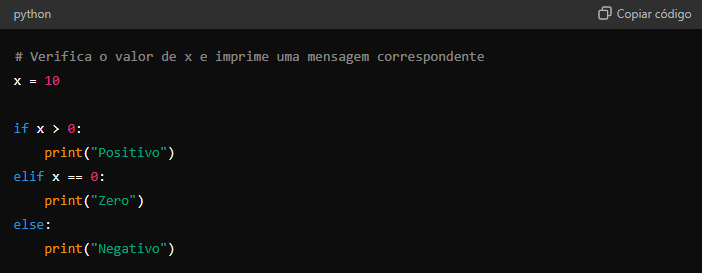 python
Copiar código
# Verifica o valor de x e imprime uma mensagem correspondente
x = 10
if x > 0:
    print("Positivo")
elif x == 0:
    print("Zero")
else:
    print("Negativo")